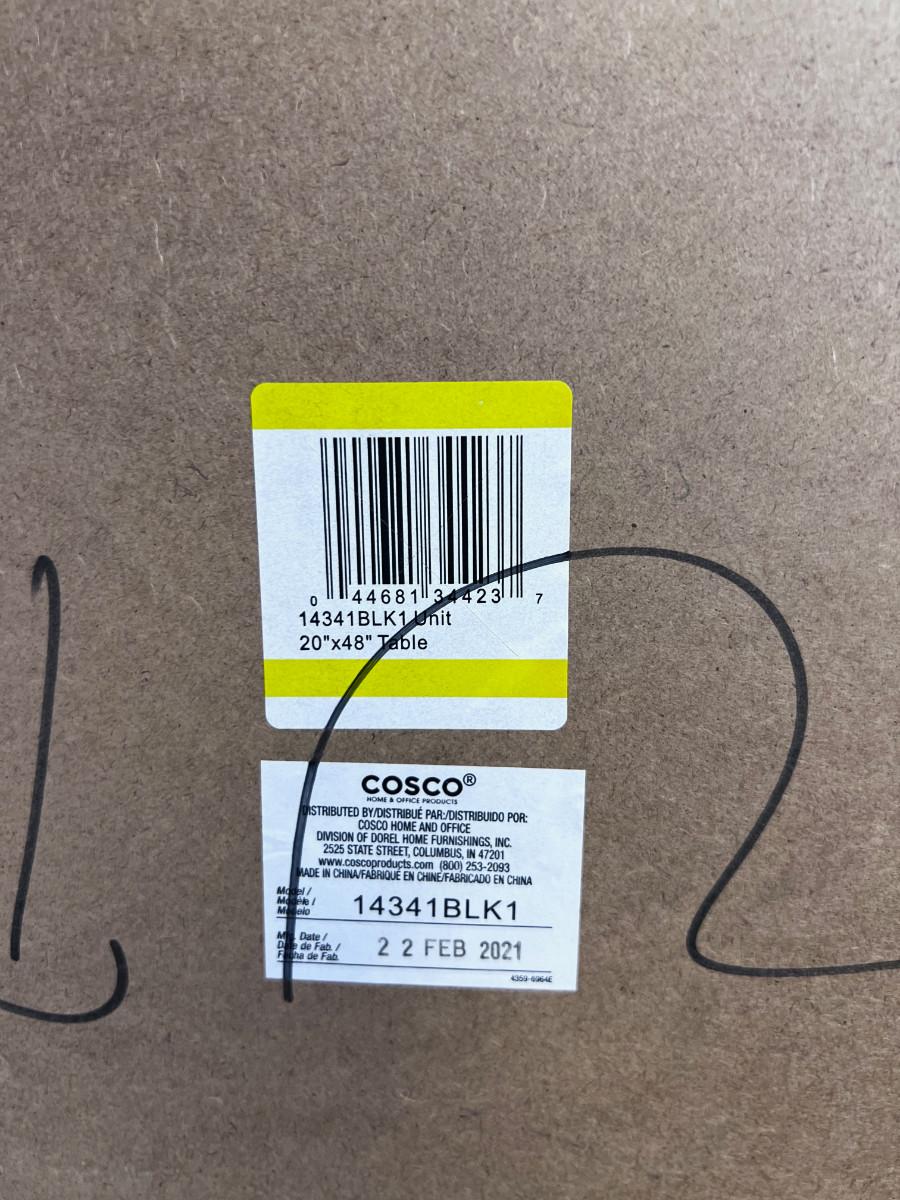 0 44681 34423 7
14341BLK1 Unit
20"x48" Table
COSCO®
HOME & OFFICE PRODUCTS
DISTRIBUTED BY/DISTRIBUÉ PAR:/DISTRIBUIDO POR:
COSCO HOME AND OFFICE
DIVISION OF DOREL HOME FURNISHINGS, INC.
2525 STATE STREET, COLUMBUS, IN 47201
www.coscoproducts.com (800) 253-2093
MADE IN CHINA/FABRIQUÉ EN CHINE/FABRICADO EN CHINA
Model /
Modéle /
Modelo
14341BLK1
Mfg. Date /
Date de Fab. /
Fecha de Fab.
2 2 FEB 2021
4359-6964E